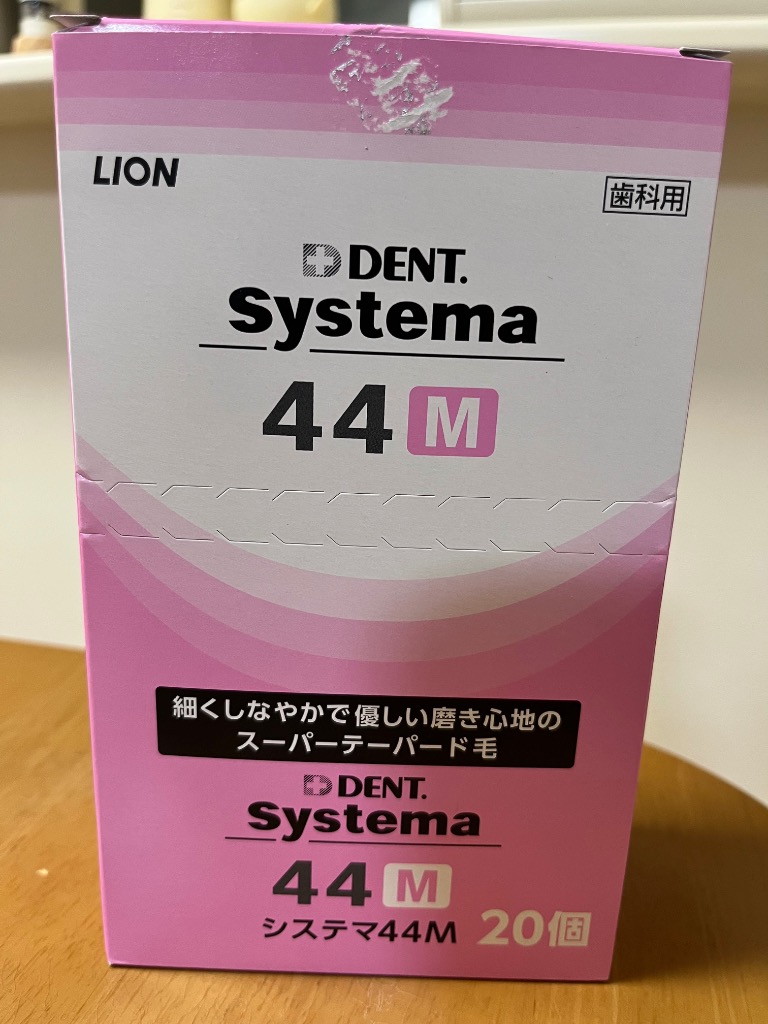 LION
歯科用
DENT.
Systema
44 M
細くしなやかで優しい磨き心地の
スーパーテーパード毛
DENT.
Systema
44 M
システマ44M 20個